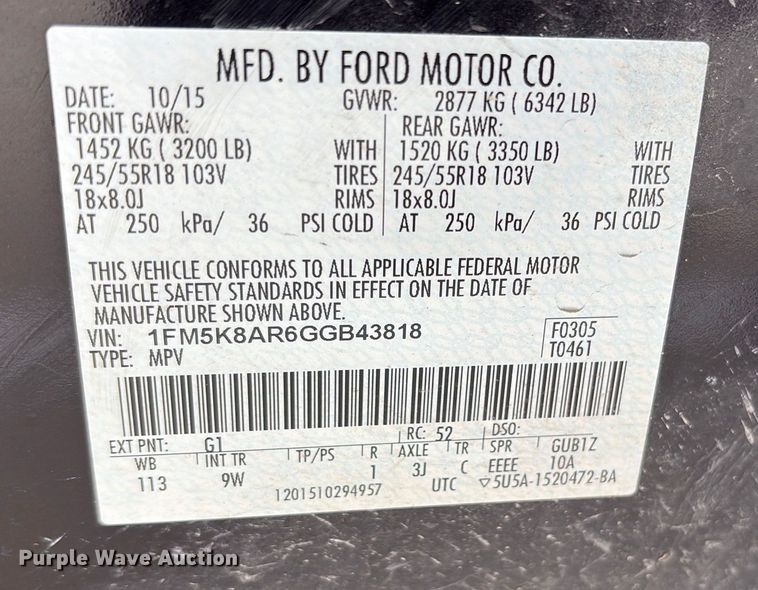 MFD. BY FORD MOTOR CO.
DATE: 10/15 GVWR: 2877 KG ( 6342 LB)
FRONT GAWR: REAR GAWR:
1452 KG ( 3200 LB) WITH 1520 KG ( 3350 LB) WITH
245/55R18 103V TIRES 245/55R18 103V TIRES
18x8.0J RIMS 18x8.0J RIMS
AT 250 kPa/ 36 PSI COLD AT 250 kPa/ 36 PSI COLD
THIS VEHICLE CONFORMS TO ALL APPLICABLE FEDERAL MOTOR
VEHICLE SAFETY STANDARDS IN EFFECT ON THE DATE OF
MANUFACTURE SHOWN ABOVE.
VIN: 1FM5K8AR6GGB43818 F0305
TYPE: MPV T0461
EXT PNT: G1 RC: 52 DSO:
WB INT TR TP/PS R AXLE TR SPR GUB1Z
113 9W 1 3J C EEEE 10A
1201510294957 UTC ▽5U5A-1520472-BA
Purple Wave Auction